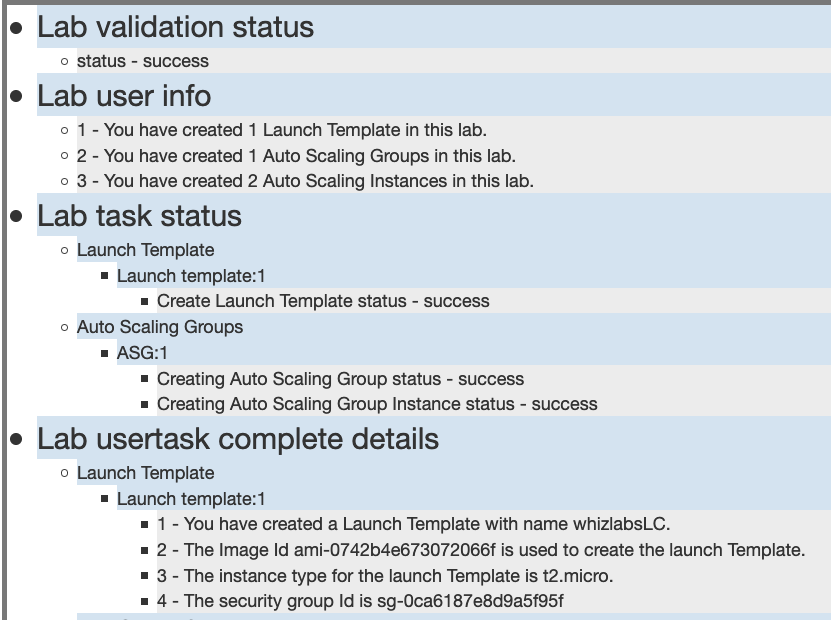 Lab validation status
status - success
Lab user info
1 - You have created 1 Launch Template in this lab.
2 - You have created 1 Auto Scaling Groups in this lab.
3 - You have created 2 Auto Scaling Instances in this lab.
Lab task status
Launch Template
Launch template:1
Create Launch Template status - success
Auto Scaling Groups
ASG:1
Creating Auto Scaling Group status - success
Creating Auto Scaling Group Instance status - success
Lab usertask complete details
Launch Template
Launch template:1
1 - You have created a Launch Template with name whizlabsLC.
2 - The Image Id ami-0742b4e673072066f is used to create the launch Template.
3 - The instance type for the launch Template is t2.micro.
4 - The security group Id is sg-0ca6187e8d9a5f95f